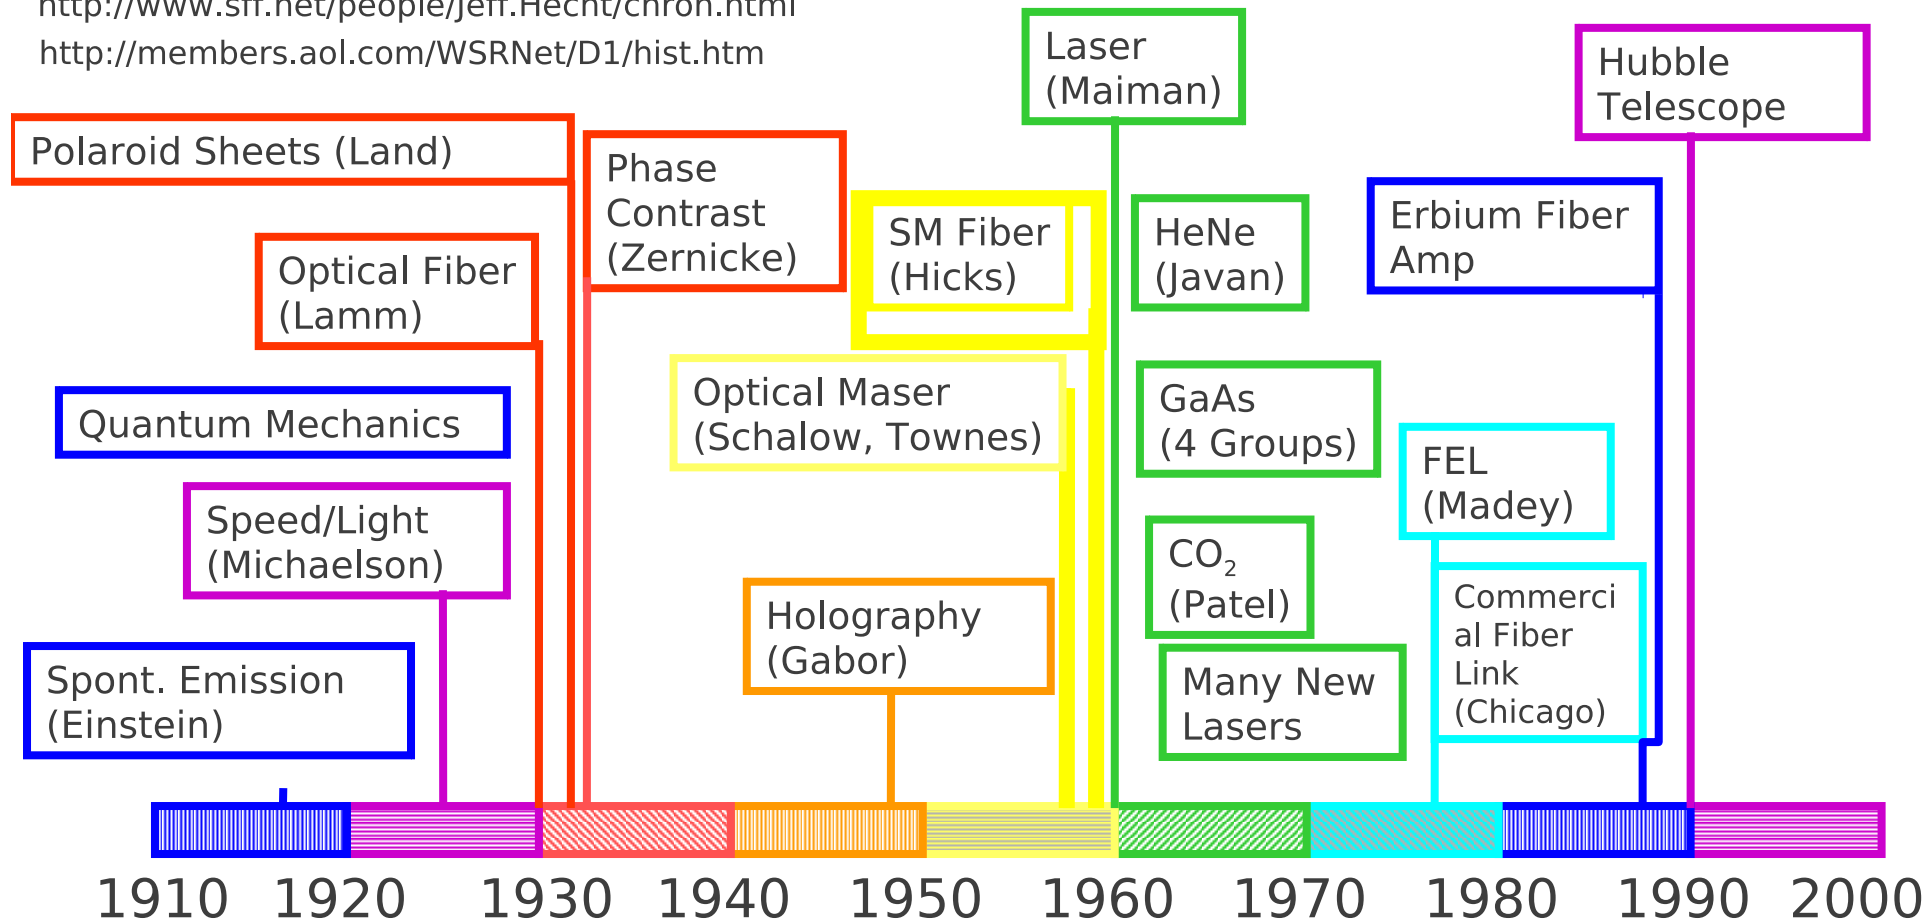 http://www.sff.net/people/Jeff.Hecht/chron.html
http://members.aol.com/WSRNet/D1/hist.htm
Laser
(Maiman)
Hubble
Telescope
Polaroid Sheets (Land)
Phase
Contrast
(Zernicke)
SM Fiber
(Hicks)
HeNe
(Javan)
Erbium Fiber
Amp
Optical Fiber
(Lamm)
Optical Maser
(Schalow, Townes)
GaAs
(4 Groups)
Quantum Mechanics
FEL
(Madey)
Speed/Light
(Michaelson)
CO₂
(Patel)
Commerci
al Fiber
Link
(Chicago)
Holography
(Gabor)
Spont. Emission
(Einstein)
Many New
Lasers
1910 1920 1930 1940 1950 1960 1970 1980 1990 2000